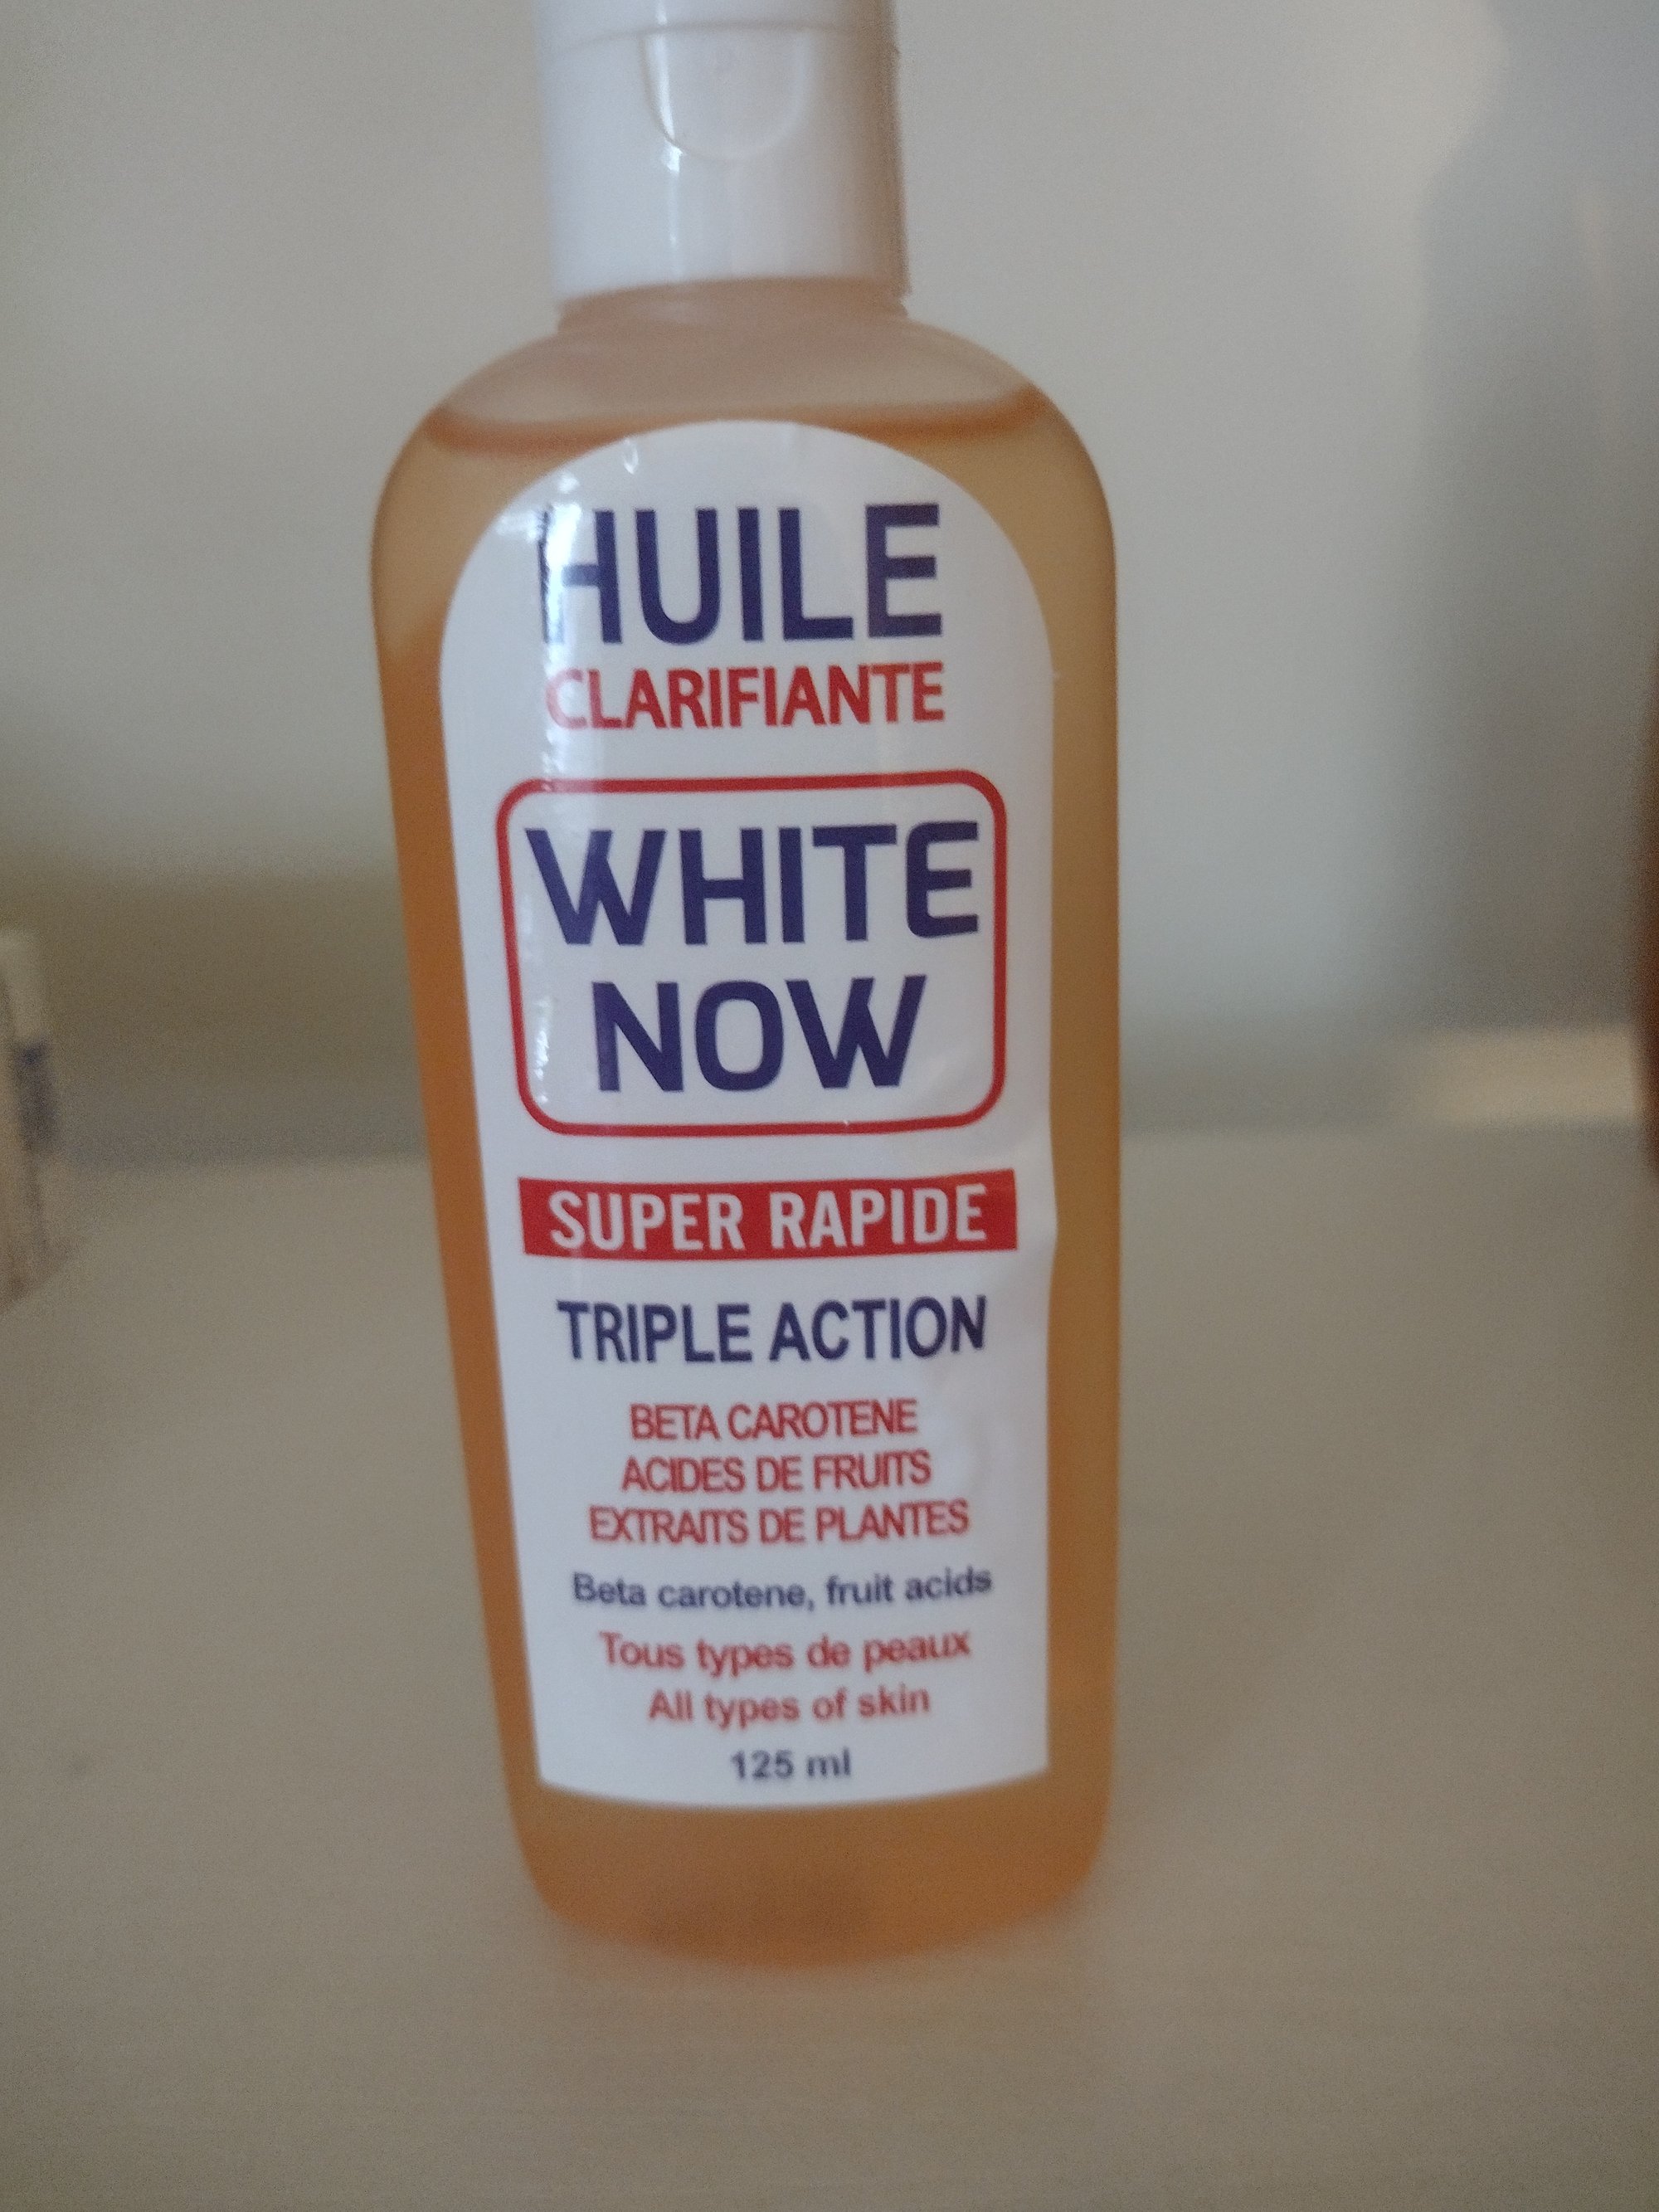 HUILE
CLARIFIANTE
WHITE
NOW
SUPER RAPIDE
TRIPLE ACTION
BETA CAROTENE
ACIDES DE FRUITS
EXTRAITS DE PLANTES
Beta carotene, fruit acids
Tous types de peaux
All types of skin
125 ml